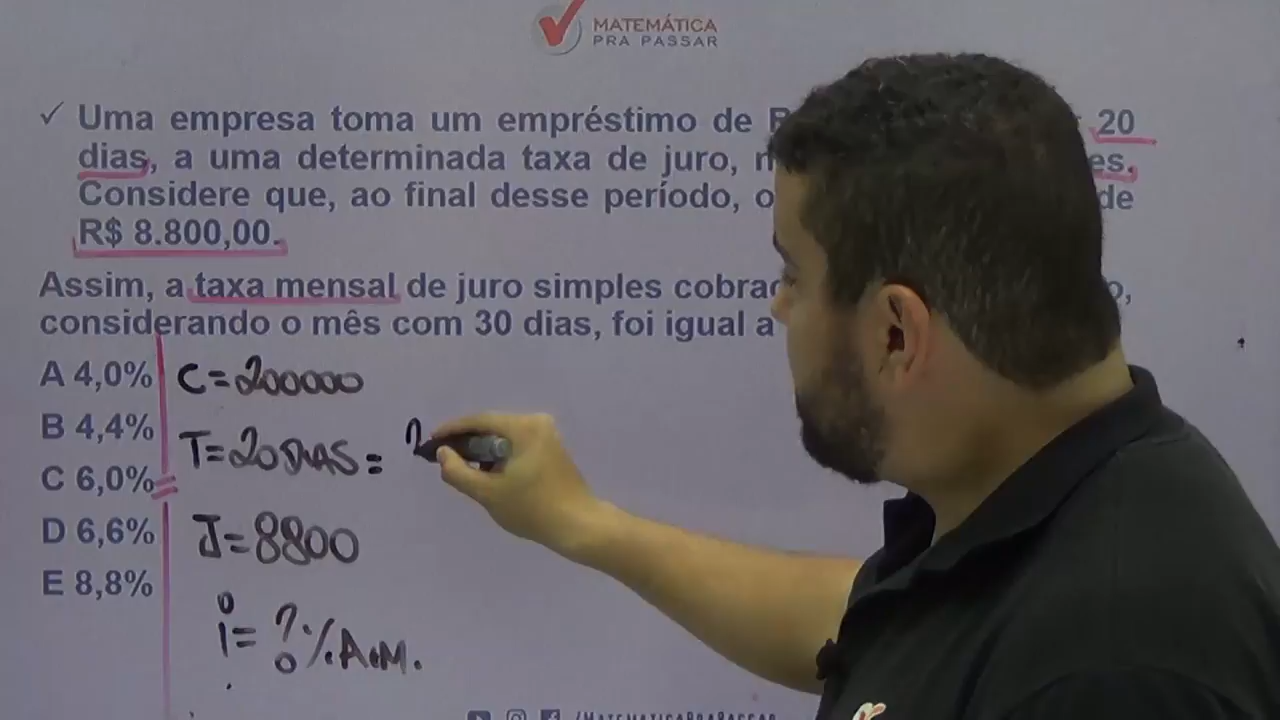 MATEMÁTICA
PRA PASSAR
✓ Uma empresa toma um empréstimo de 20
dias, a uma determinada taxa de juro,
Considere que, ao final desse período, de
R$ 8.800,00.
Assim, a taxa mensal de juro simples
considerando o mês com 30 dias, foi igual a
A 4,0%
B 4,4%
C 6,0%
D 6,6%
E 8,8%
C=200000
T=20 DIAS =
J=8800
i= ?% A.M.
/MATEMATICAPRAPASSAR